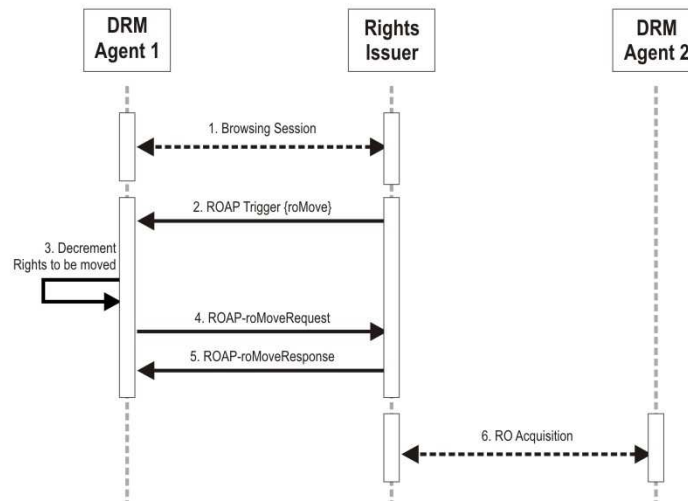 DRM
Agent 1
Rights
Issuer
DRM
Agent 2
1. Browsing Session
2. ROAP Trigger {roMove}
3. Decrement
Rights to be moved
4. ROAP-roMoveRequest
5. ROAP-roMoveResponse
6. RO Acquisition